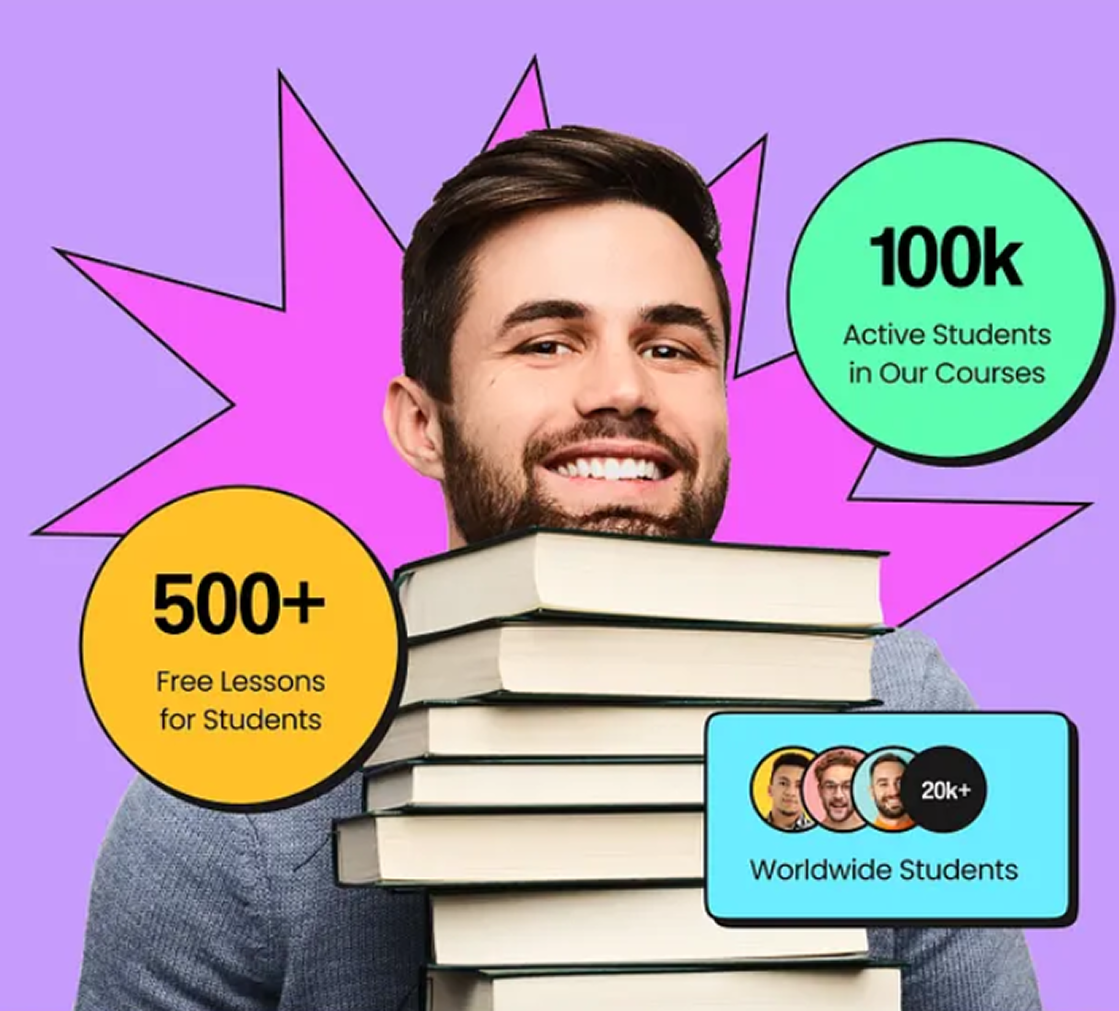 100k
Active Students
in Our Courses
500+
Free Lessons
for Students
20k+
Worldwide Students